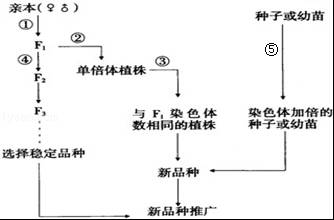 亲本(♀♂)
种子或幼苗
①
F₁
②
单倍体植株
⑤
④
③
F₂
F₃
与F₁染色体
数相同的植株
染色体加倍的
种子或幼苗
选择稳定品种
新品种
新品种推广